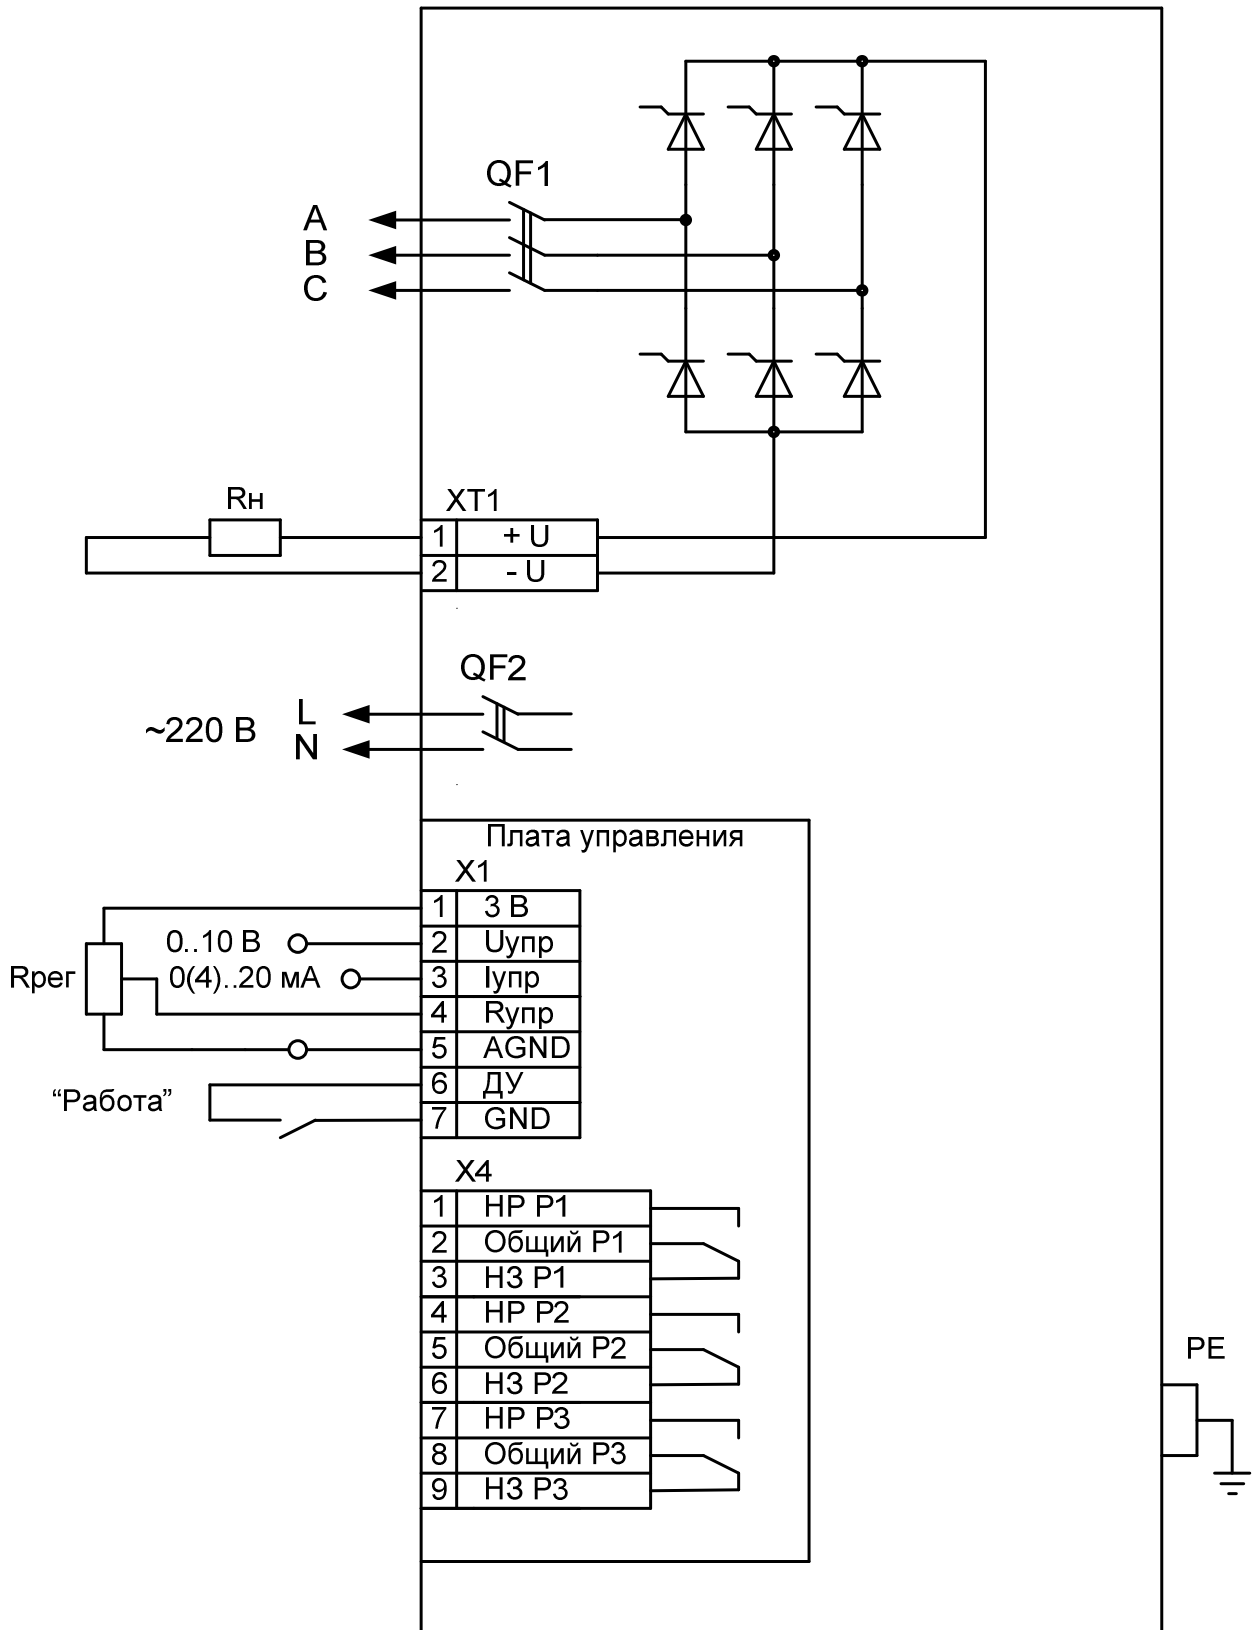 QF1
A
B
C
Rн
XT1
1 + U
2 - U
QF2
~220 В
L
N
Плата управления
X1
1 3 В
0..10 В 2 Uупр
Rрег 0(4)..20 мА 3 Iупр
4 Rупр
5 AGND
“Работа” 6 ДУ
7 GND
X4
1 НР Р1
2 Общий Р1
3 НЗ Р1
4 НР Р2
5 Общий Р2
6 НЗ Р2
7 НР Р3
8 Общий Р3
9 НЗ Р3
PE